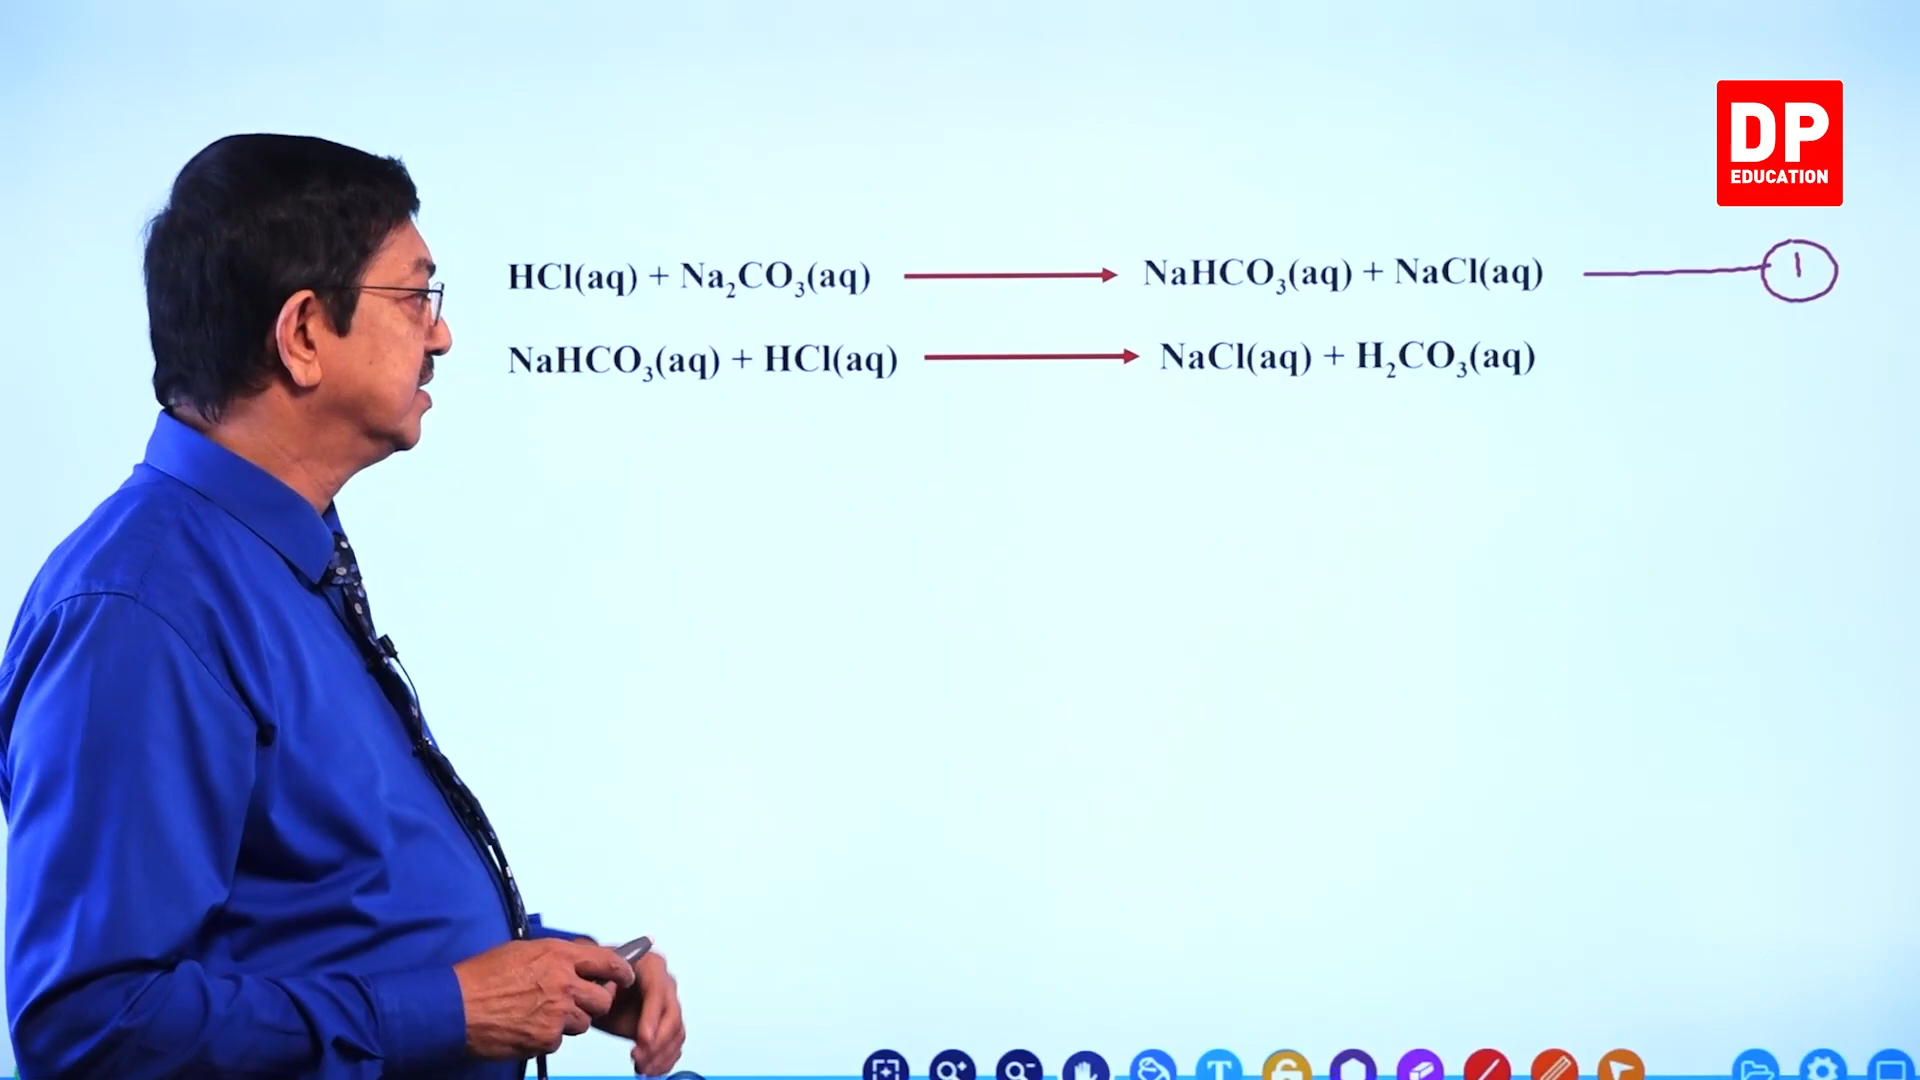 DP
EDUCATION
HCl(aq) + Na₂CO₃(aq) ⟶ NaHCO₃(aq) + NaCl(aq) — 1
NaHCO₃(aq) + HCl(aq) ⟶ NaCl(aq) + H₂CO₃(aq)
T